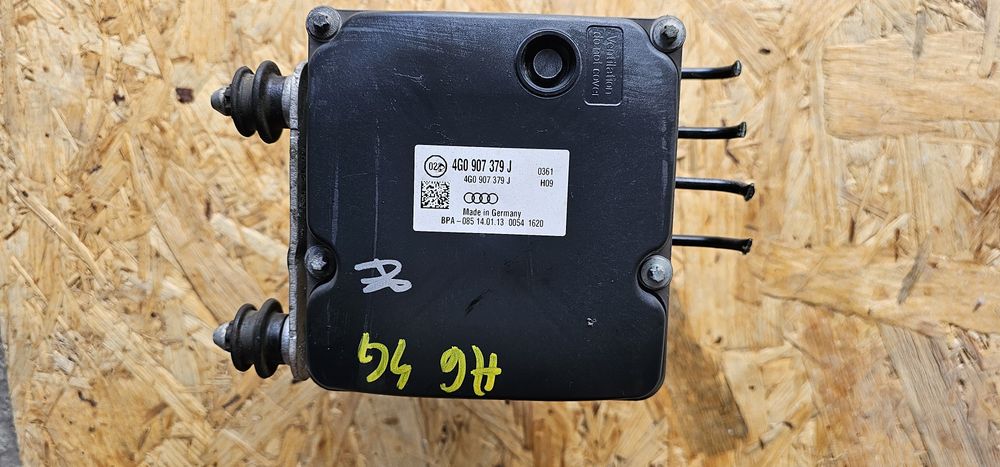 Ventilation
do not cover
4G0 907 379 J 0361
4G0 907 379 J H09
Made in Germany
BPA-085 14.01.13 0054 1620
A6 4G